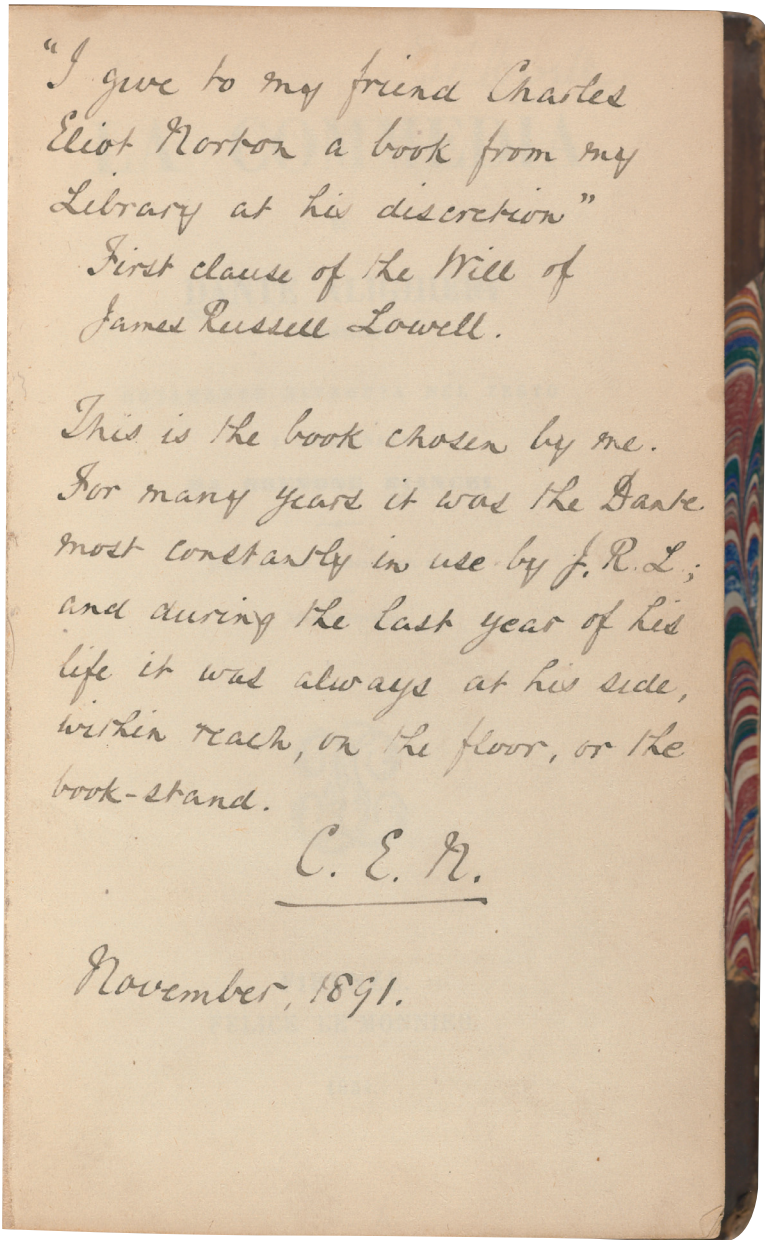 “I give to my friend Charles
Eliot Norton a book from my
Library at his discretion”
First clause of the Will of
James Russell Lowell.
This is the book chosen by me.
For many years it was the Dante
most constantly in use by J. R. L.;
and during the last year of his
life it was always at his side,
within reach, on the floor, or the
book-stand.
C. E. N.
November, 1891.